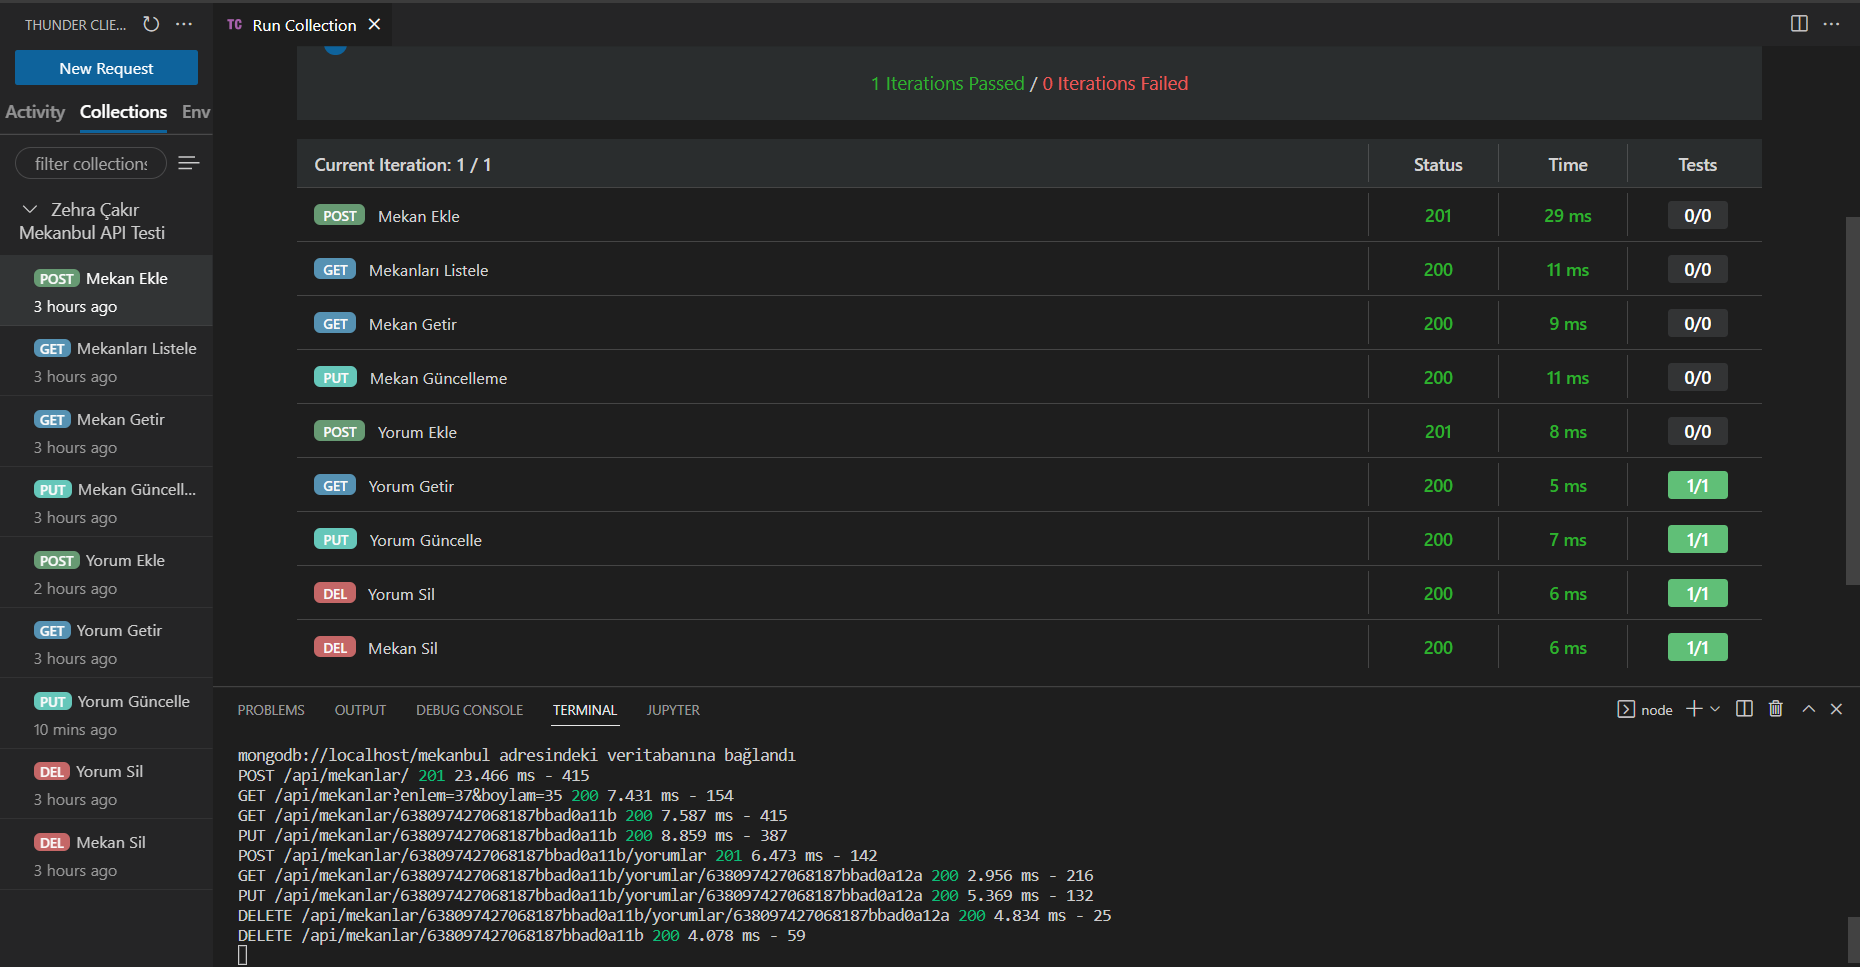 THUNDER CLIE...
New Request
Activity Collections Env
filter collections
Zehra Çakır
Mekanbul API Testi
POST Mekan Ekle
3 hours ago
GET Mekanları Listele
3 hours ago
GET Mekan Getir
3 hours ago
PUT Mekan Güncell...
3 hours ago
POST Yorum Ekle
2 hours ago
GET Yorum Getir
3 hours ago
PUT Yorum Güncelle
10 mins ago
DEL Yorum Sil
3 hours ago
DEL Mekan Sil
3 hours ago
TC Run Collection
1 Iterations Passed / 0 Iterations Failed
Current Iteration: 1 / 1 Status Time Tests
POST Mekan Ekle 201 29 ms 0/0
GET Mekanları Listele 200 11 ms 0/0
GET Mekan Getir 200 9 ms 0/0
PUT Mekan Güncelleme 200 11 ms 0/0
POST Yorum Ekle 201 8 ms 0/0
GET Yorum Getir 200 5 ms 1/1
PUT Yorum Güncelle 200 7 ms 1/1
DEL Yorum Sil 200 6 ms 1/1
DEL Mekan Sil 200 6 ms 1/1
PROBLEMS OUTPUT DEBUG CONSOLE TERMINAL JUPYTER node
mongodb://localhost/mekanbul adresindeki veritabanına bağlandı
POST /api/mekanlar/ 201 23.466 ms - 415
GET /api/mekanlar?enlem=37&boylam=35 200 7.431 ms - 154
GET /api/mekanlar/638097427068187bbad0a11b 200 7.587 ms - 415
PUT /api/mekanlar/638097427068187bbad0a11b 200 8.859 ms - 387
POST /api/mekanlar/638097427068187bbad0a11b/yorumlar 201 6.473 ms - 142
GET /api/mekanlar/638097427068187bbad0a11b/yorumlar/638097427068187bbad0a12a 200 2.956 ms - 216
PUT /api/mekanlar/638097427068187bbad0a11b/yorumlar/638097427068187bbad0a12a 200 5.369 ms - 132
DELETE /api/mekanlar/638097427068187bbad0a11b/yorumlar/638097427068187bbad0a12a 200 4.834 ms - 25
DELETE /api/mekanlar/638097427068187bbad0a11b 200 4.078 ms - 59